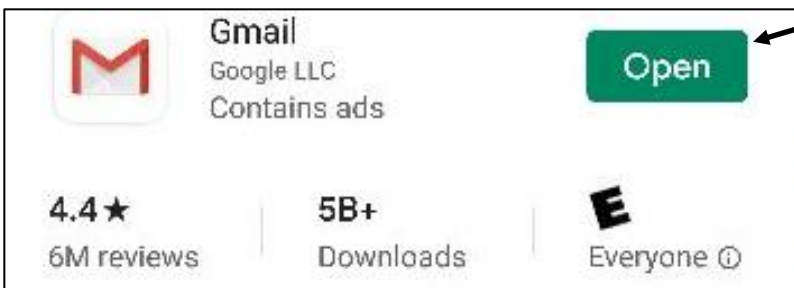 Gmail
Google LLC
Contains ads
Open
4.4★
6M reviews
5B+
Downloads
E
Everyone ⓘ